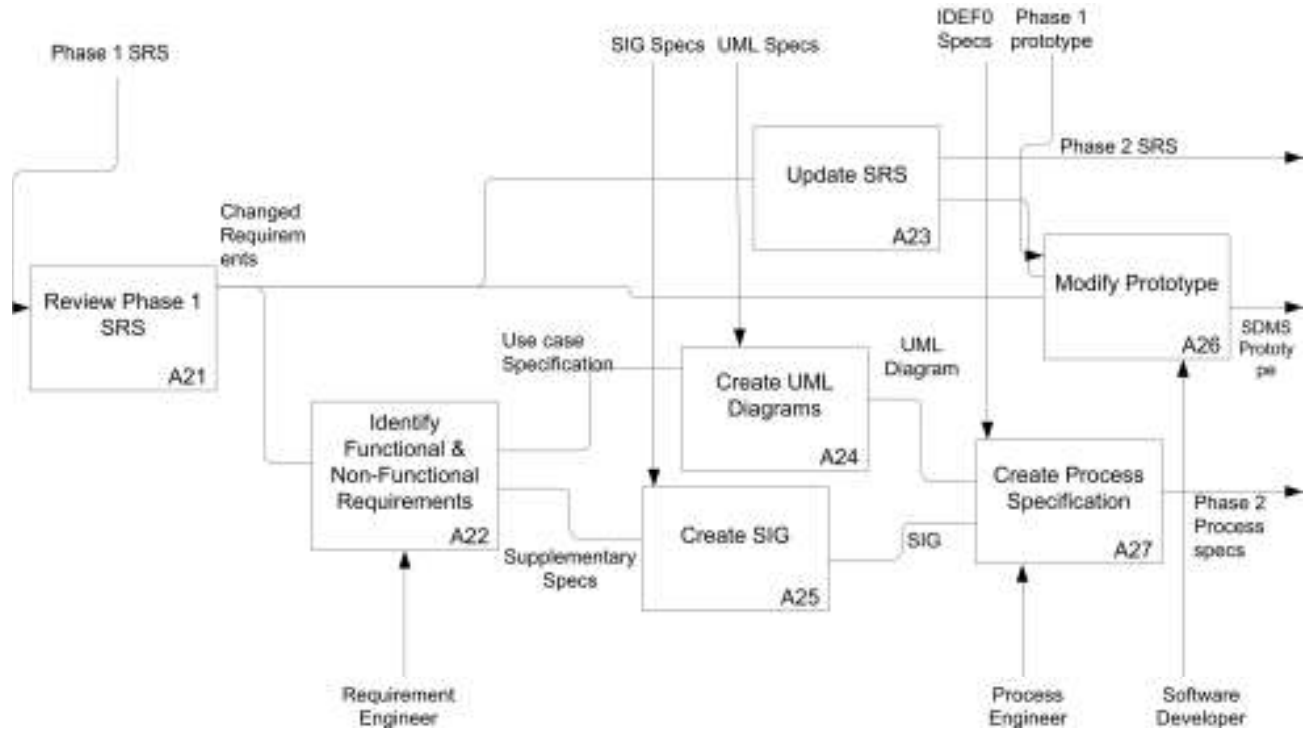 Phase 1 SRS
SIG Specs
UML Specs
IDEF0
Specs
Phase 1
prototype
Update SRS
A23
Phase 2 SRS
Changed
Requirem
ents
Review Phase 1
SRS
A21
Modify Prototype
A26
SDMS
Prototy
pe
Use case
Specification
Create UML
Diagrams
A24
UML
Diagram
Identify
Functional &
Non-Functional
Requirements
A22
Supplementary
Specs
Create SIG
A25
SIG
Create Process
Specification
A27
Phase 2
Process
specs
Requirement
Engineer
Process
Engineer
Software
Developer